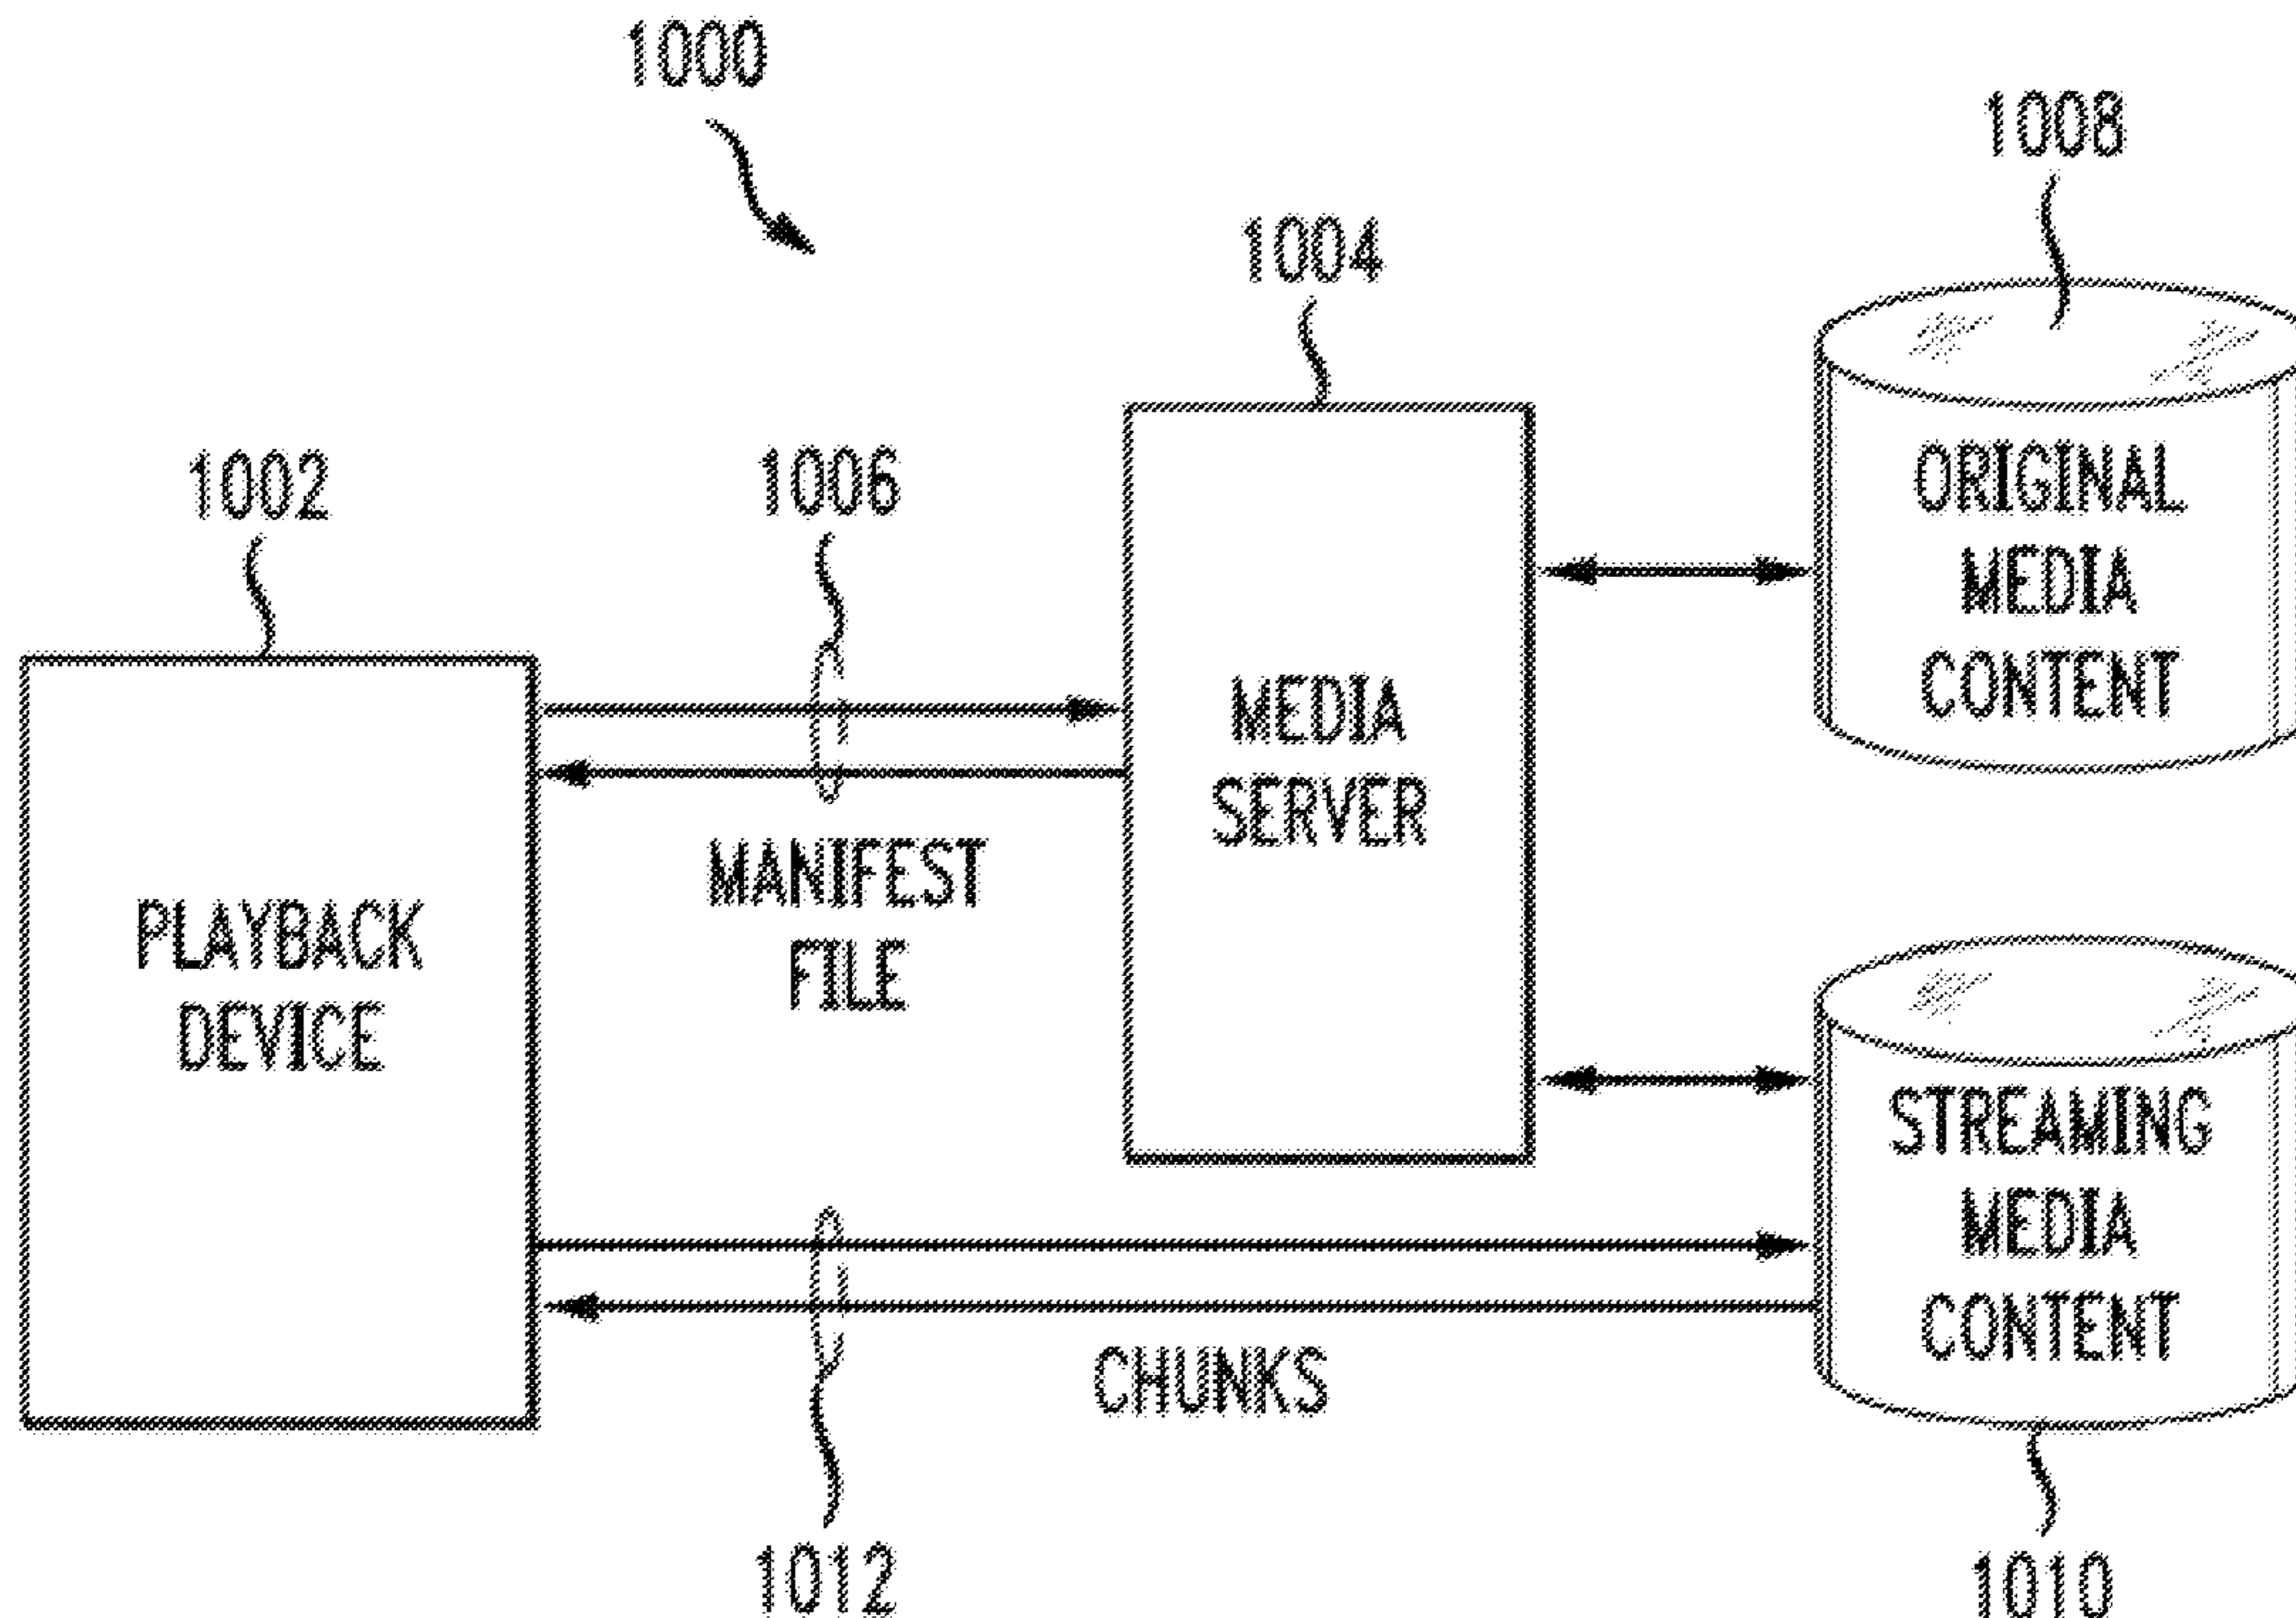 1000
1008
1004
1002
1006
ORIGINAL
MEDIA
CONTENT
MEDIA
SERVER
MANIFEST
FILE
PLAYBACK
DEVICE
STREAMING
MEDIA
CONTENT
CHUNKS
1012
1010